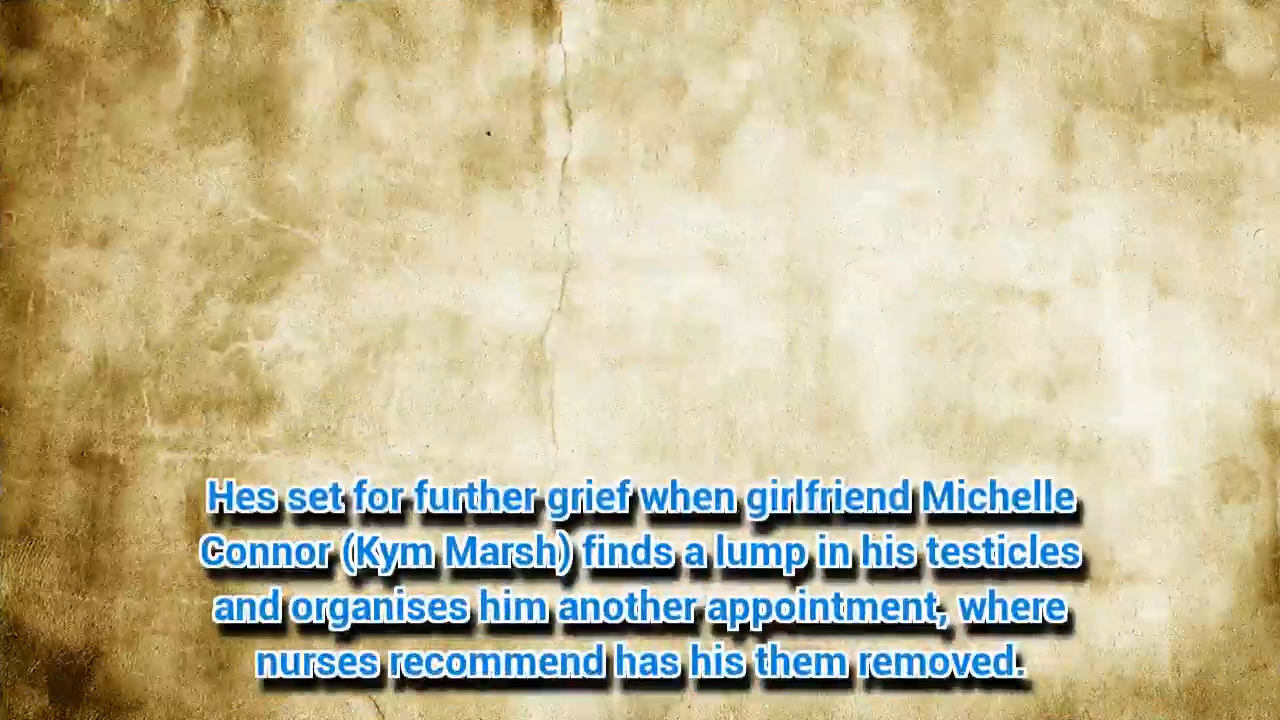 Hes set for further grief when girlfriend Michelle
Connor (Kym Marsh) finds a lump in his testicles
and organises him another appointment, where
nurses recommend has his them removed.